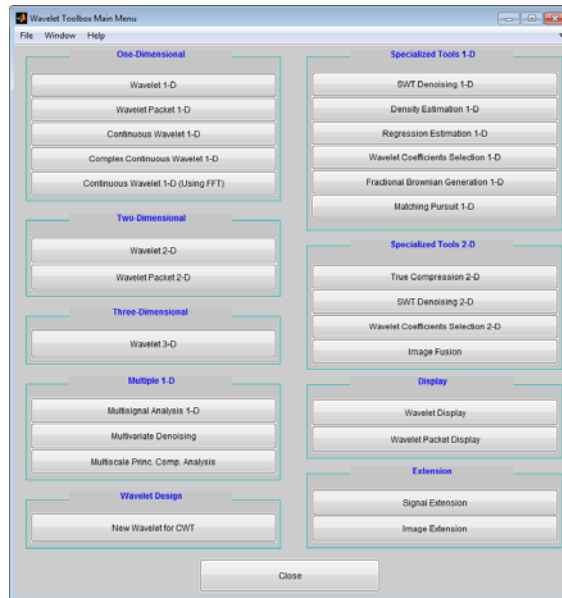 Wavelet Toolbox Main Menu
File Window Help
One-Dimensional
Wavelet 1-D
Wavelet Packet 1-D
Continuous Wavelet 1-D
Complex Continuous Wavelet 1-D
Continuous Wavelet 1-D (Using FFT)
Two-Dimensional
Wavelet 2-D
Wavelet Packet 2-D
Three-Dimensional
Wavelet 3-D
Multiple 1-D
Multisignal Analysis 1-D
Multivariate Denoising
Multiscale Princ. Comp. Analysis
Wavelet Design
New Wavelet for CWT
Specialized Tools 1-D
SWT Denoising 1-D
Density Estimation 1-D
Regression Estimation 1-D
Wavelet Coefficients Selection 1-D
Fractional Brownian Generation 1-D
Matching Pursuit 1-D
Specialized Tools 2-D
True Compression 2-D
SWT Denoising 2-D
Wavelet Coefficients Selection 2-D
Image Fusion
Display
Wavelet Display
Wavelet Packet Display
Extension
Signal Extension
Image Extension
Close